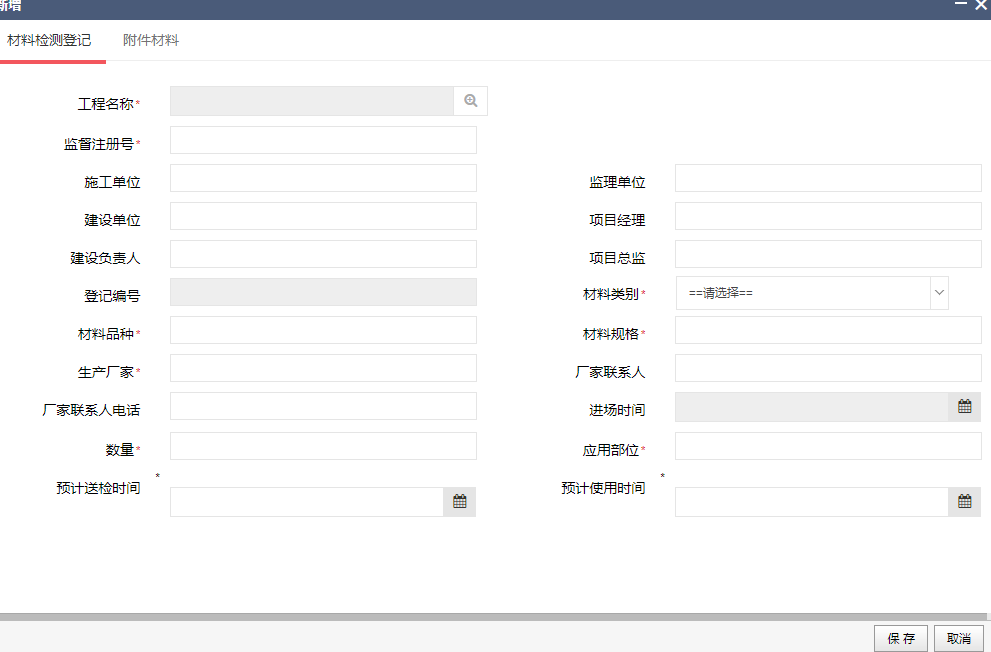 新增
材料检测登记 附件材料
工程名称*
监督注册号*
施工单位 监理单位
建设单位 项目经理
建设负责人 项目总监
登记编号 材料类别* ==请选择==
材料品种* 材料规格*
生产厂家* 厂家联系人
厂家联系人电话 进场时间
数量* 应用部位*
预计送检时间 * 预计使用时间 *
保 存 取消